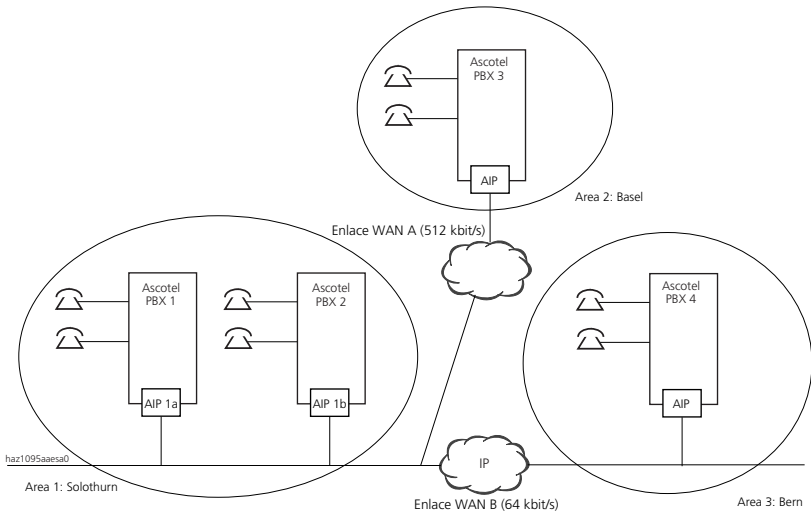 Ascotel
PBX 3
AIP
Area 2: Basel
Enlace WAN A (512 kbit/s)
Ascotel
PBX 1
Ascotel
PBX 2
Ascotel
PBX 4
AIP 1a
AIP 1b
AIP
haz1095aaesa0
IP
Area 1: Solothurn
Enlace WAN B (64 kbit/s)
Area 3: Bern